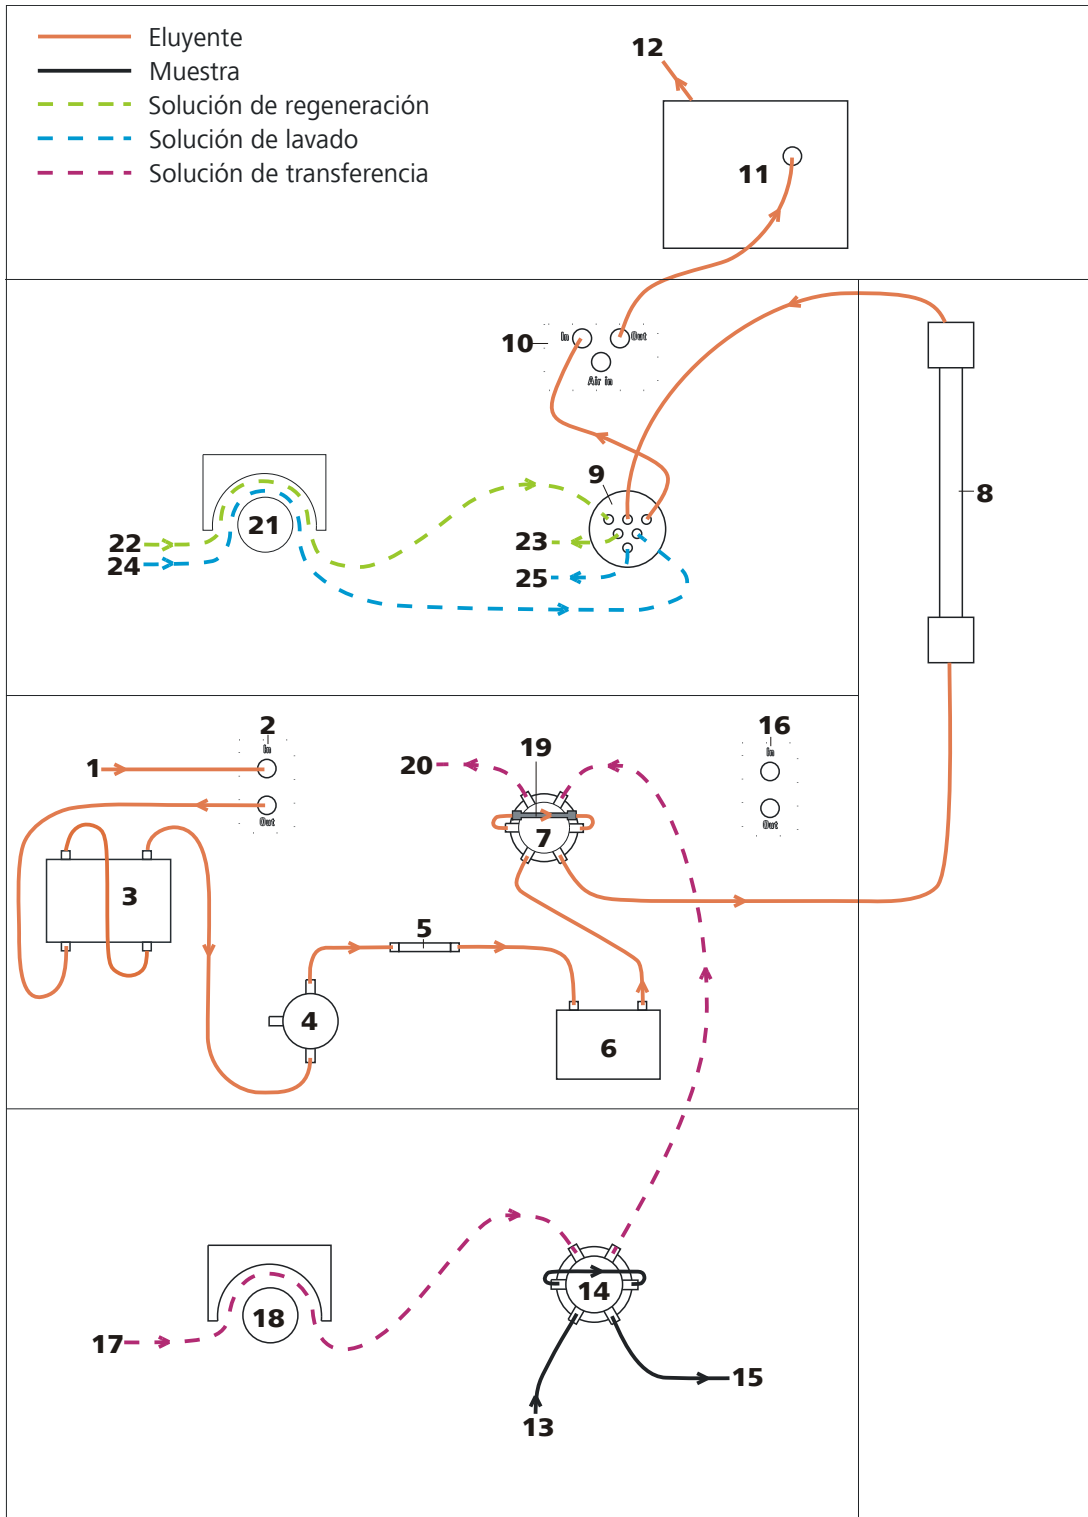 Eluyente
Muestra
Solución de regeneración
Solución de lavado
Solución de transferencia
12
11
10
In
Out
Air in
9
8
21
22
24
23
25
2
In
1
Out
19
20
7
16
In
Out
3
5
4
6
14
18
17
15
13